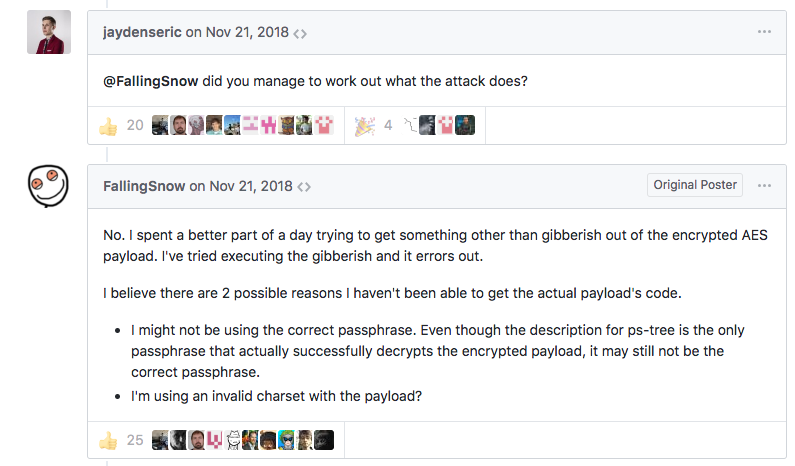 jaydenseric on Nov 21, 2018 <>
@FallingSnow did you manage to work out what the attack does?
20
4
FallingSnow on Nov 21, 2018 <>
Original Poster
No. I spent a better part of a day trying to get something other than gibberish out of the encrypted AES
payload. I've tried executing the gibberish and it errors out.
I believe there are 2 possible reasons I haven't been able to get the actual payload's code.
• I might not be using the correct passphrase. Even though the description for ps-tree is the only
passphrase that actually successfully decrypts the encrypted payload, it may still not be the
correct passphrase.
• I'm using an invalid charset with the payload?
25